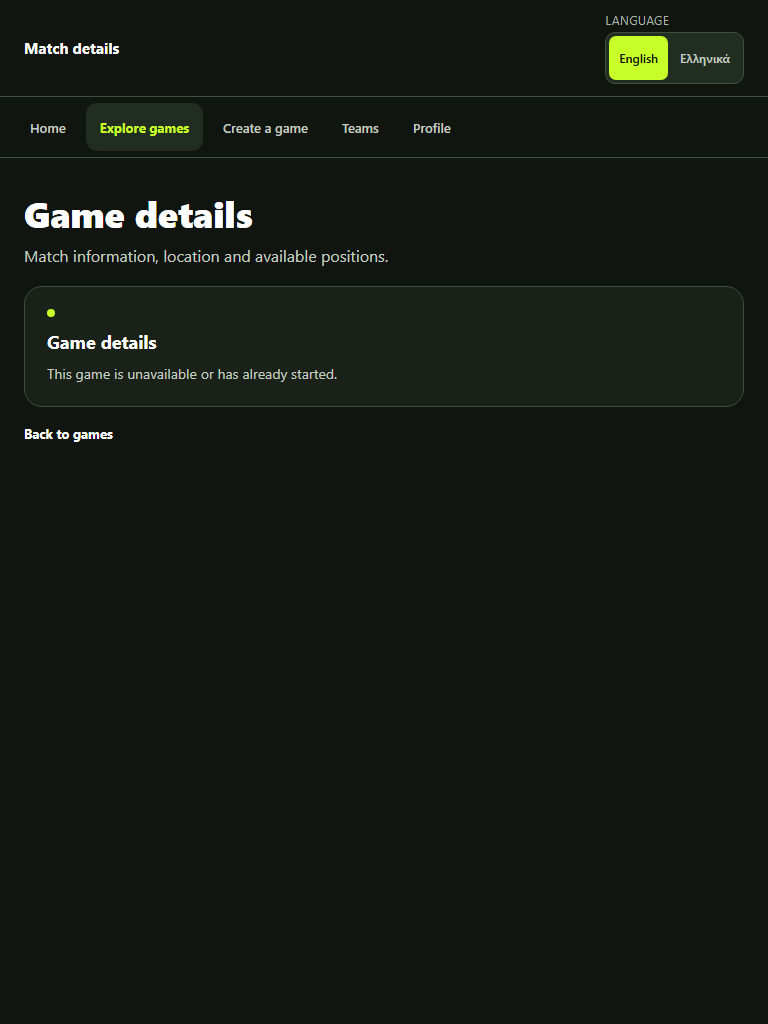 Match details
LANGUAGE
English
Ελληνικά
Home
Explore games
Create a game
Teams
Profile
Game details
Match information, location and available positions.
Game details
This game is unavailable or has already started.
Back to games